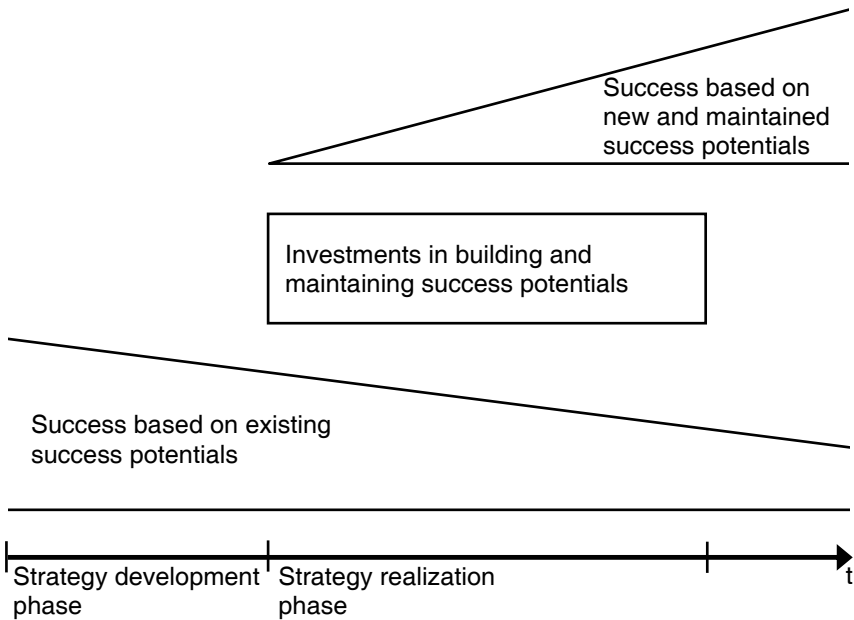 Success based on
new and maintained
success potentials
Investments in building and
maintaining success potentials
Success based on existing
success potentials
t
Strategy development
phase
Strategy realization
phase